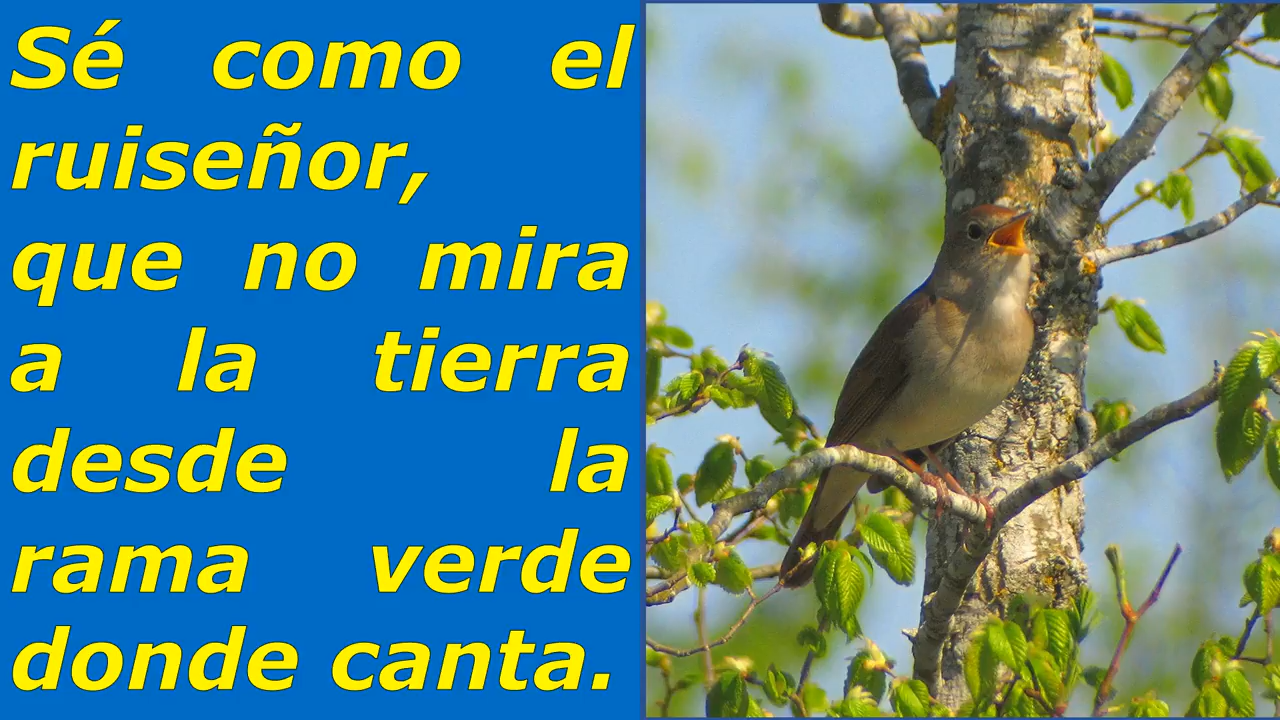 Sé como el
ruiseñor,
que no mira
a la tierra
desde la
rama verde
donde canta.